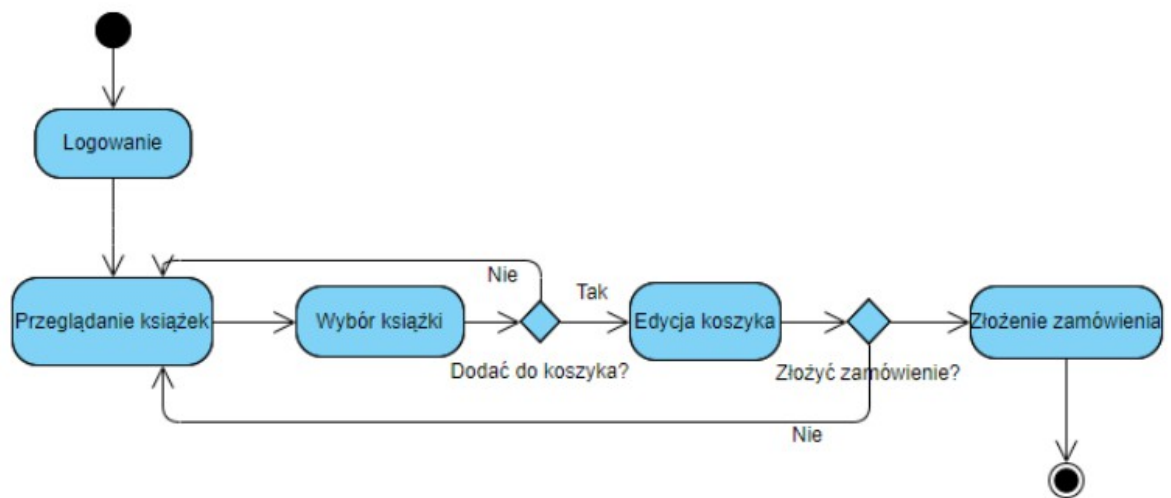 Logowanie
Nie
Tak
Przeglądanie książek
Wybór książki
Edycja koszyka
Złożenie zamówienia
Dodać do koszyka?
Złożyć zamówienie?
Nie